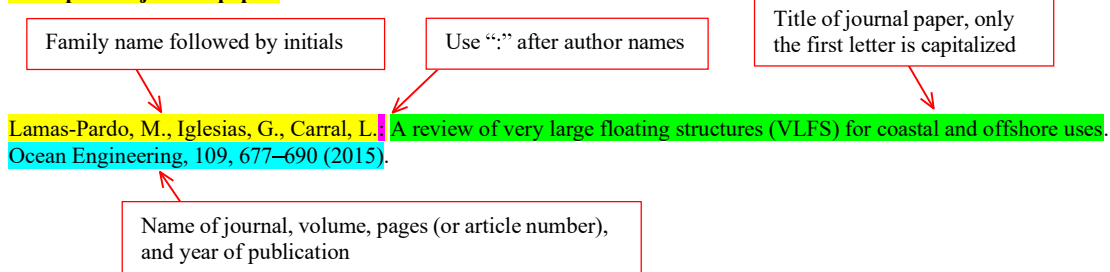 Family name followed by initials
Use “:” after author names
Title of journal paper, only
the first letter is capitalized
Lamas-Pardo, M., Iglesias, G., Carral, L.: A review of very large floating structures (VLFS) for coastal and offshore uses.
Ocean Engineering, 109, 677–690 (2015).
Name of journal, volume, pages (or article number),
and year of publication